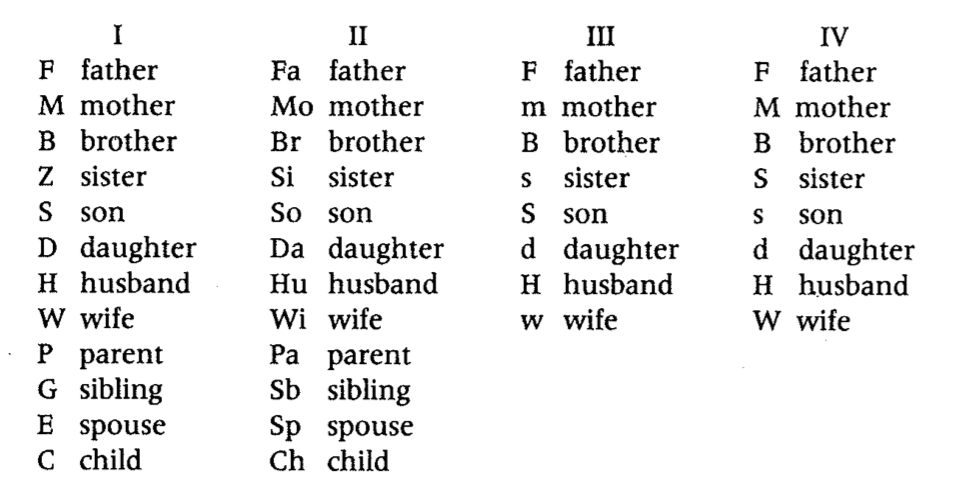 I II III IV
F father Fa father F father F father
M mother Mo mother m mother M mother
B brother Br brother B brother B brother
Z sister Si sister s sister S sister
S son So son S son s son
D daughter Da daughter d daughter d daughter
H husband Hu husband H husband H husband
W wife Wi wife w wife W wife
P parent Pa parent
G sibling Sb sibling
E spouse Sp spouse
C child Ch child